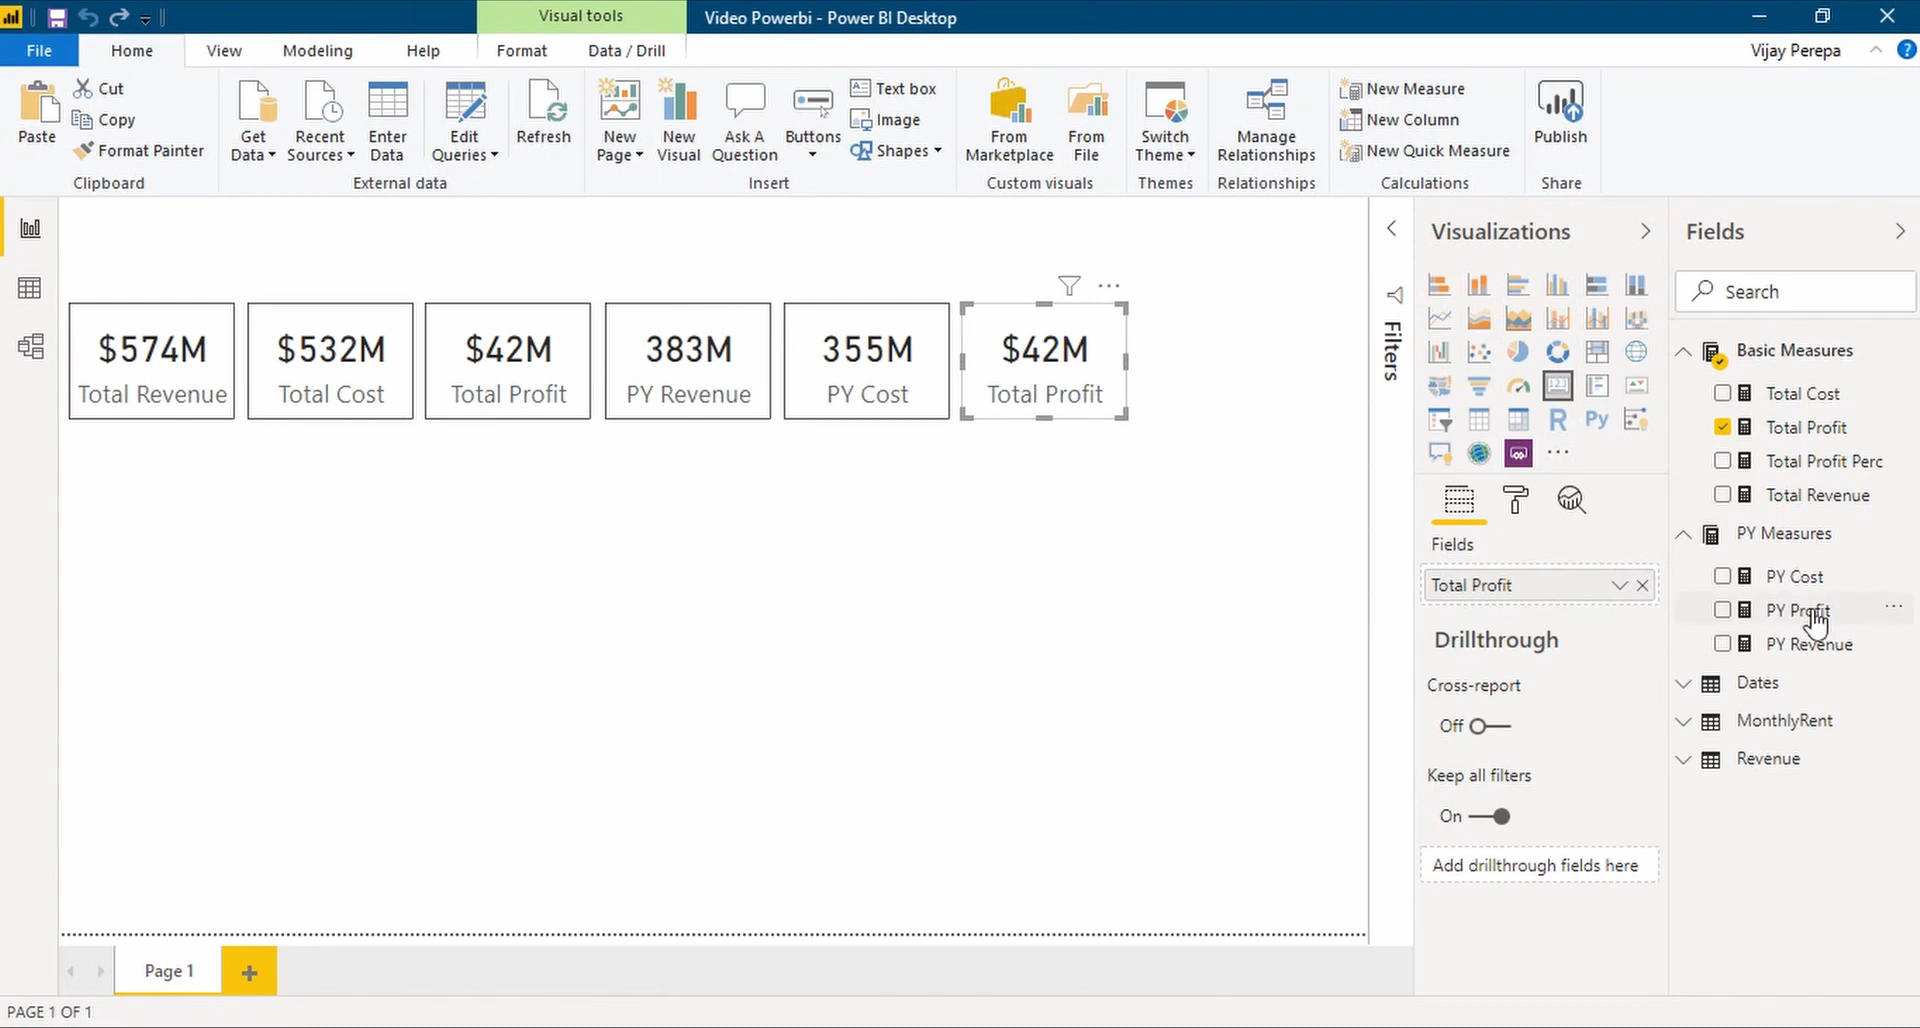 Visual tools
Video Powerbi - Power BI Desktop
File
Home
View
Modeling
Help
Format
Data / Drill
Vijay Perepa
?
Paste
Cut
Copy
Format Painter
Clipboard
Get
Data
Recent
Sources
Enter
Data
Edit
Queries
Refresh
External data
New
Page
New
Visual
Ask A
Question
Buttons
Text box
Image
Shapes
Insert
From
Marketplace
From
File
Custom visuals
Switch
Theme
Themes
Manage
Relationships
Relationships
New Measure
New Column
New Quick Measure
Calculations
Publish
Share
$574M
Total Revenue
$532M
Total Cost
$42M
Total Profit
383M
PY Revenue
355M
PY Cost
$42M
Total Profit
Filters
Visualizations
123
R
Py
Fields
Total Profit
Drillthrough
Cross-report
Off
Keep all filters
On
Add drillthrough fields here
Fields
Search
Basic Measures
Total Cost
Total Profit
Total Profit Perc
Total Revenue
PY Measures
PY Cost
PY Profit
PY Revenue
Dates
MonthlyRent
Revenue
Page 1
PAGE 1 OF 1